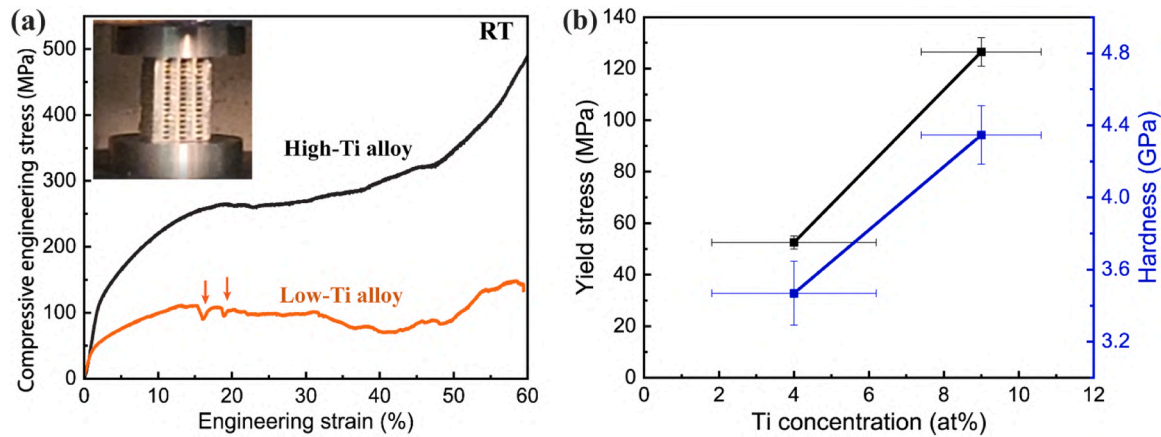 (a)
RT
Compressive engineering stress (MPa)
500
400
300
200
100
0
High-Ti alloy
Low-Ti alloy
0 10 20 30 40 50 60
Engineering strain (%)
(b)
Yield stress (MPa)
140
120
100
80
60
40
20
0
0 2 4 6 8 10 12
Ti concentration (at%)
4.8
4.4
4.0
3.6
3.2
Hardness (GPa)